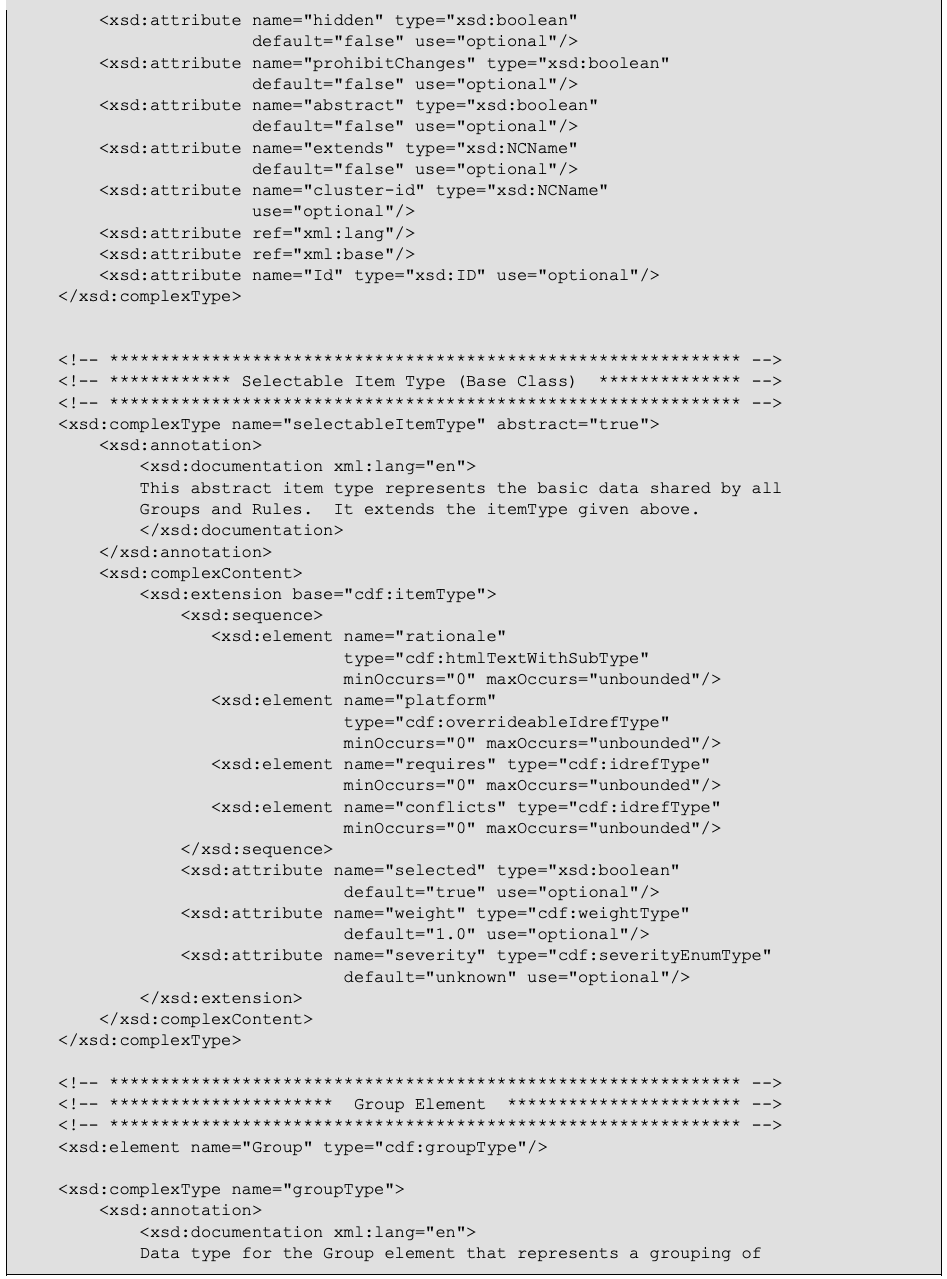 <xsd:attribute name="hidden" type="xsd:boolean"
default="false" use="optional"/>
<xsd:attribute name="prohibitChanges" type="xsd:boolean"
default="false" use="optional"/>
<xsd:attribute name="abstract" type="xsd:boolean"
default="false" use="optional"/>
<xsd:attribute name="extends" type="xsd:NCName"
default="false" use="optional"/>
<xsd:attribute name="cluster-id" type="xsd:NCName"
use="optional"/>
<xsd:attribute ref="xml:lang"/>
<xsd:attribute ref="xml:base"/>
<xsd:attribute name="Id" type="xsd:ID" use="optional"/>
</xsd:complexType>
<!-- ************************************************************** -->
<!-- ************ Selectable Item Type (Base Class)  ************** -->
<!-- ************************************************************** -->
<xsd:complexType name="selectableItemType" abstract="true">
<xsd:annotation>
<xsd:documentation xml:lang="en">
This abstract item type represents the basic data shared by all
Groups and Rules.  It extends the itemType given above.
</xsd:documentation>
</xsd:annotation>
<xsd:complexContent>
<xsd:extension base="cdf:itemType">
<xsd:sequence>
<xsd:element name="rationale"
type="cdf:htmlTextWithSubType"
minOccurs="0" maxOccurs="unbounded"/>
<xsd:element name="platform"
type="cdf:overrideableIdrefType"
minOccurs="0" maxOccurs="unbounded"/>
<xsd:element name="requires" type="cdf:idrefType"
minOccurs="0" maxOccurs="unbounded"/>
<xsd:element name="conflicts" type="cdf:idrefType"
minOccurs="0" maxOccurs="unbounded"/>
</xsd:sequence>
<xsd:attribute name="selected" type="xsd:boolean"
default="true" use="optional"/>
<xsd:attribute name="weight" type="cdf:weightType"
default="1.0" use="optional"/>
<xsd:attribute name="severity" type="cdf:severityEnumType"
default="unknown" use="optional"/>
</xsd:extension>
</xsd:complexContent>
</xsd:complexType>
<!-- ************************************************************** -->
<!-- **********************  Group Element  *********************** -->
<!-- ************************************************************** -->
<xsd:element name="Group" type="cdf:groupType"/>
<xsd:complexType name="groupType">
<xsd:annotation>
<xsd:documentation xml:lang="en">
Data type for the Group element that represents a grouping of